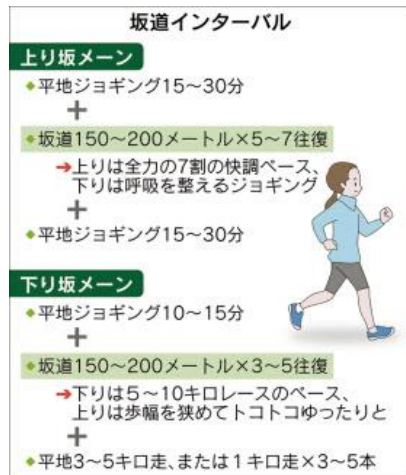 坂道インターバル
上り坂メーン
◆平地ジョギング15〜30分
＋
◆坂道150〜200メートル×5〜7往復
→上りは全力の7割の快調ペース、
下りは呼吸を整えるジョギング
＋
◆平地ジョギング15〜30分
下り坂メーン
◆平地ジョギング10〜15分
＋
◆坂道150〜200メートル×3〜5往復
→下りは5〜10キロレースのペース、
上りは歩幅を狭めてトコトコゆったりと
＋
◆平地3〜5キロ走、または1キロ走×3〜5本